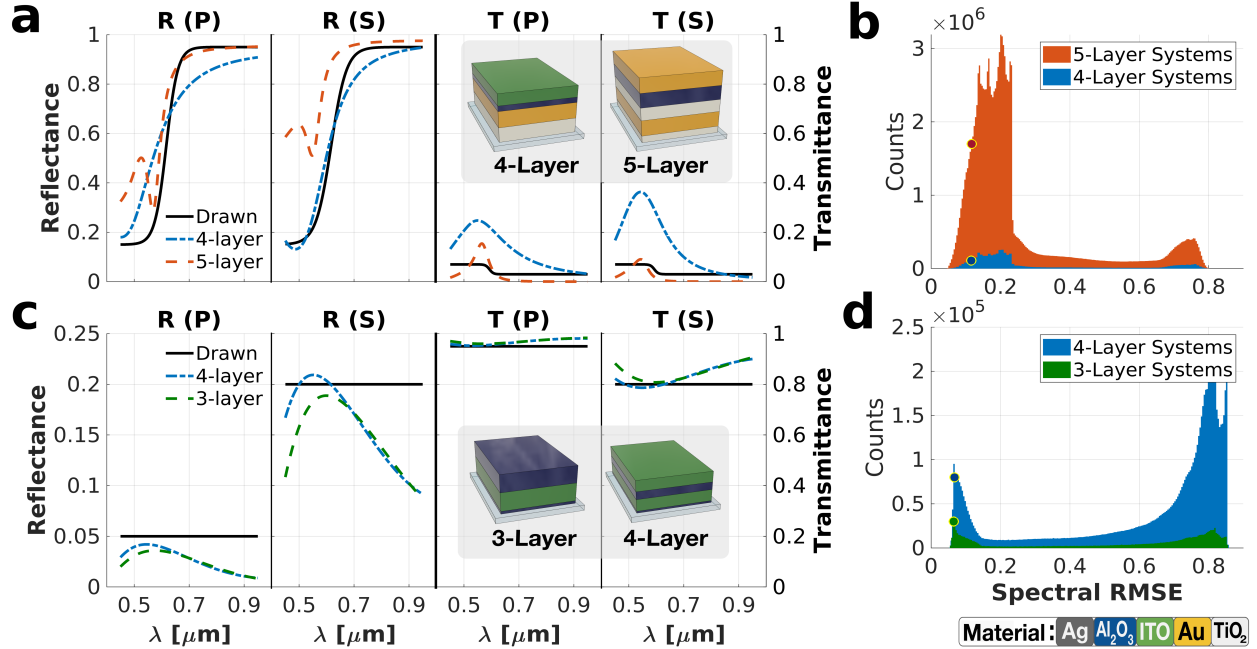 a
R (P)
R (S)
T (P)
T (S)
Reflectance
1
0.8
0.6
0.4
0.2
0
Drawn
4-layer
5-layer
4-Layer
5-Layer
1
0.8
0.6
0.4
0.2
0
Transmittance
b
×10⁶
Counts
3
2
1
0
5-Layer Systems
4-Layer Systems
0
0.2
0.4
0.6
0.8
c
R (P)
R (S)
T (P)
T (S)
Reflectance
0.25
0.2
0.15
0.1
0.05
0
Drawn
4-layer
3-layer
3-Layer
4-Layer
1
0.8
0.6
0.4
0.2
0
Transmittance
0.5
0.7
0.9
0.5
0.7
0.9
0.5
0.7
0.9
0.5
0.7
0.9
λ [μm]
λ [μm]
λ [μm]
λ [μm]
d
×10⁵
Counts
2.5
2
1.5
1
0.5
0
4-Layer Systems
3-Layer Systems
0
0.2
0.4
0.6
0.8
Spectral RMSE
Material: Ag Al₂O₃ ITO Au TiO₂